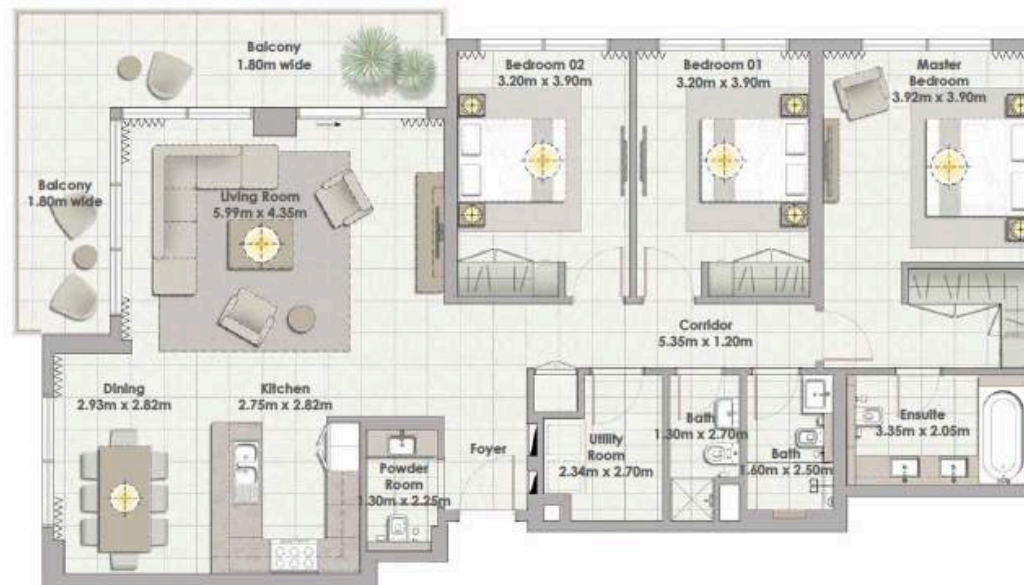 Balcony
1.80m wide
Bedroom 02
3.20m x 3.90m
Bedroom 01
3.20m x 3.90m
Master
Bedroom
3.92m x 3.90m
Balcony
1.80m wide
Living Room
5.99m x 4.35m
Corridor
5.35m x 1.20m
Dining
2.93m x 2.82m
Kitchen
2.75m x 2.82m
Foyer
Powder
Room
1.30m x 2.25m
Utility
Room
2.34m x 2.70m
Bath
1.30m x 2.70m
Bath
1.60m x 2.50m
Ensuite
3.35m x 2.05m